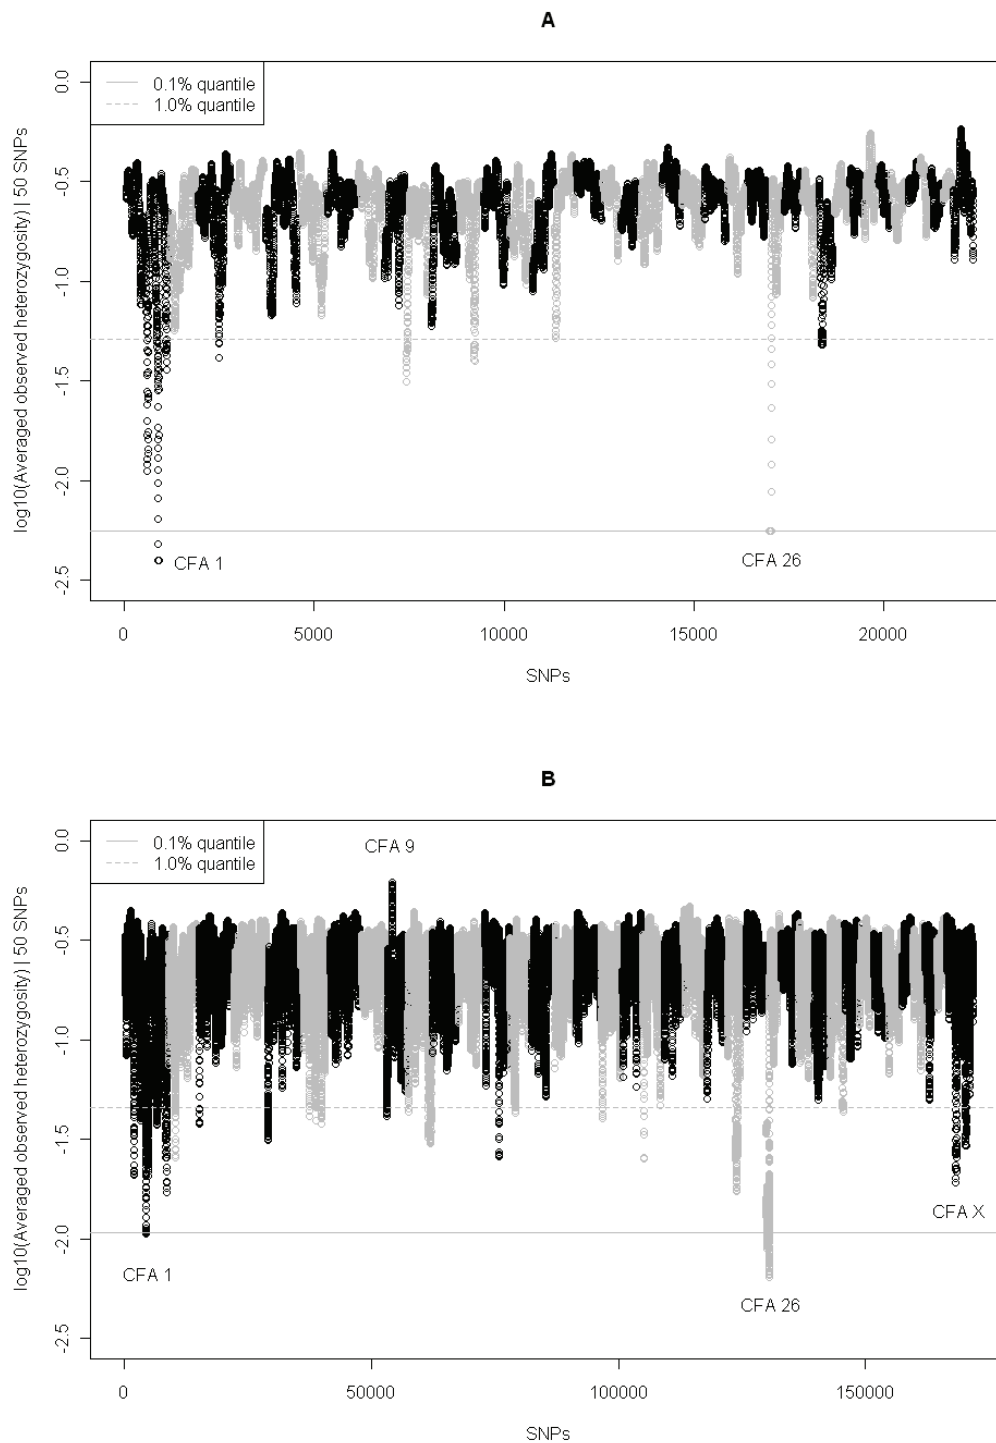 A
0.1% quantile
1.0% quantile
0.0
-0.5
-1.0
-1.5
-2.0
-2.5
log10(Averaged observed heterozygosity) | 50 SNPs
CFA 1
CFA 26
0
5000
10000
15000
20000
SNPs
B
0.1% quantile
1.0% quantile
CFA 9
0.0
-0.5
-1.0
-1.5
-2.0
-2.5
log10(Averaged observed heterozygosity) | 50 SNPs
CFA X
CFA 1
CFA 26
0
50000
100000
150000
SNPs